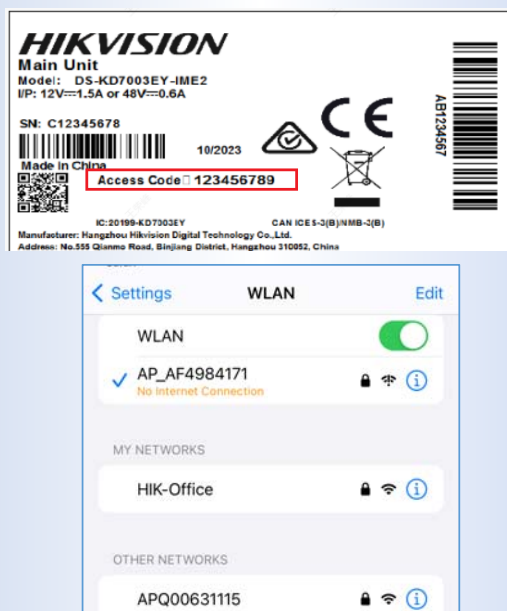 HIKVISION
Main Unit
Model: DS-KD7003EY-IME2
I/P: 12V⎓1.5A or 48V⎓0.6A
SN: C12345678
10/2023
Made in China
Access Code: 123456789
AB1234567
IC:20199-KD7003EY CAN ICES-3(B)/NMB-3(B)
Manufacturer: Hangzhou Hikvision Digital Technology Co.,Ltd.
Address: No.555 Qianmo Road, Binjiang District, Hangzhou 310052, China
Settings WLAN Edit
WLAN
AP_AF4984171
No Internet Connection
MY NETWORKS
HIK-Office
OTHER NETWORKS
APQ00631115